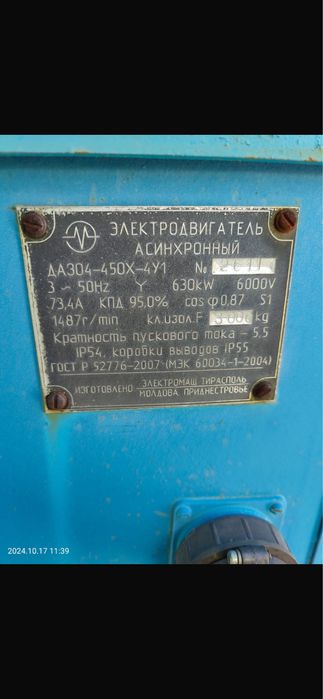 ЭЛЕКТРОДВИГАТЕЛЬ
АСИНХРОННЫЙ
ДА304-450Х-4У1 №
3 ~ 50Hz Y 630kW 6000V
73,4A КПД 95,0% cos φ 0,87 S1
1487r/min кл.изол.F kg
Кратность пускового тока - 5,5
IP54, коробки выводов IP55
ГОСТ Р 52776-2007 (МЭК 60034-1-2004)
ИЗГОТОВЛЕНО ЭЛЕКТРОМАШ, ТИРАСПОЛЬ
МОЛДОВА, ПРИДНЕСТРОВЬЕ
2024.10.17 11:39